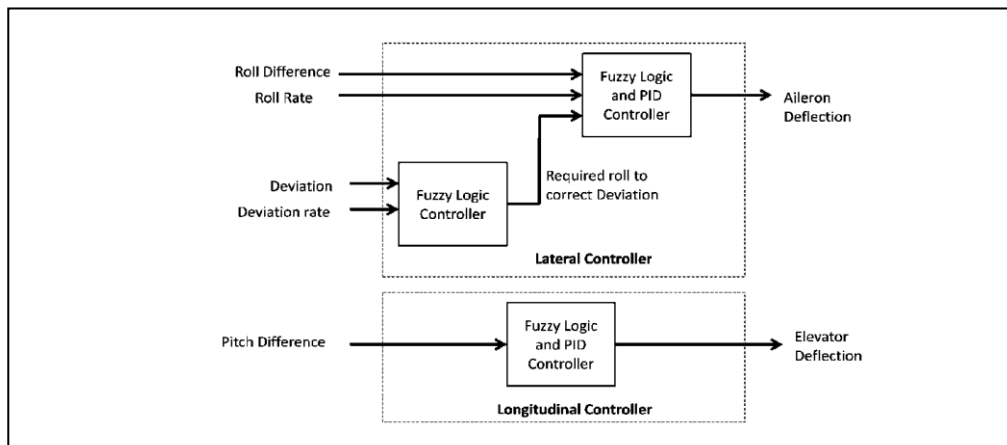 Roll Difference
Roll Rate
Fuzzy Logic
and PID
Controller
Aileron
Deflection
Deviation
Deviation rate
Fuzzy Logic
Controller
Required roll to
correct Deviation
Lateral Controller
Pitch Difference
Fuzzy Logic
and PID
Controller
Elevator
Deflection
Longitudinal Controller